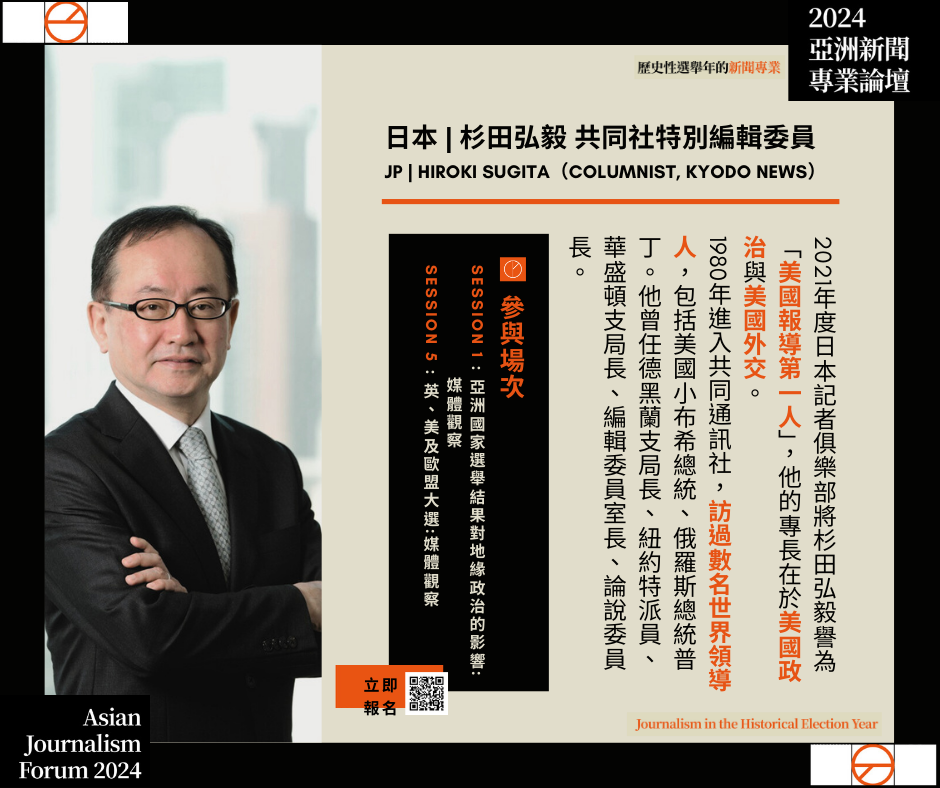 2024
亞洲新聞
專業論壇
歷史性選舉年的新聞專業
日本 | 杉田弘毅 共同社特別編輯委員
JP | HIROKI SUGITA（COLUMNIST, KYODO NEWS）
2021年度日本記者俱樂部將杉田弘毅譽為
「美國報導第一人」，他的專長在於美國政
治與美國外交。
1980年進入共同通訊社，訪過數名世界領導
人，包括美國小布希總統、俄羅斯總統普
丁。他曾任德黑蘭支局長、紐約特派員、
華盛頓支局長、編輯委員室長、論說委員
長。
參與場次
SESSION 1：亞洲國家選舉結果對地緣政治的影響：
媒體觀察
SESSION 5：英、美及歐盟大選：媒體觀察
立即
報名
Journalism in the Historical Election Year
Asian
Journalism
Forum 2024